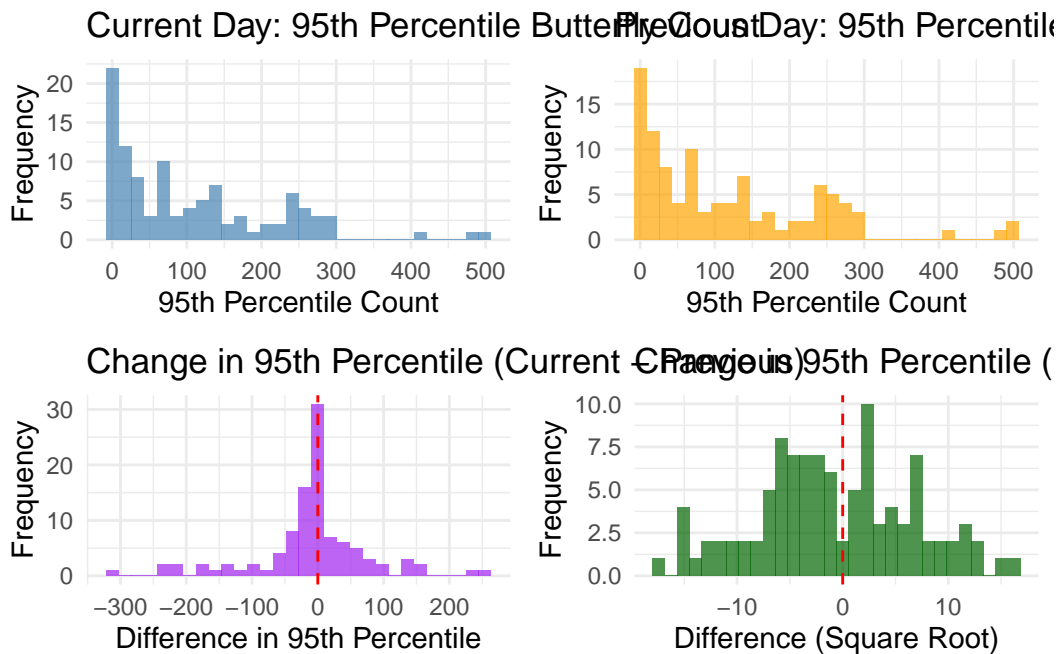 Current Day: 95th Percentile Butterfly Count
Previous Day: 95th Percentile
Frequency
20
15
10
5
0
0 100 200 300 400 500
95th Percentile Count
Frequency
15
10
5
0
0 100 200 300 400 500
95th Percentile Count
Change in 95th Percentile (Current − Previous)
Change in 95th Percentile (
Frequency
30
20
10
0
−300 −200 −100 0 100 200
Difference in 95th Percentile
Frequency
10.0
7.5
5.0
2.5
0.0
−10 0 10
Difference (Square Root)